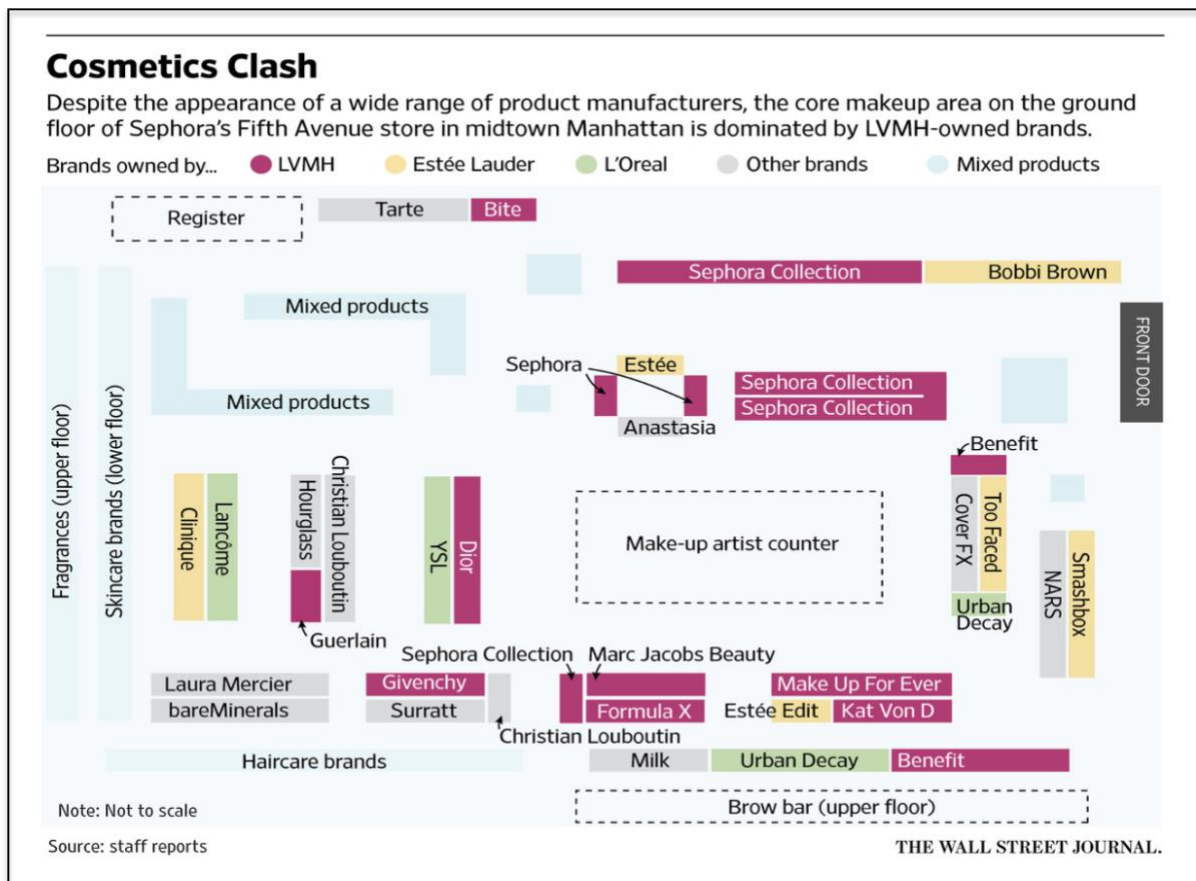 Cosmetics Clash
Despite the appearance of a wide range of product manufacturers, the core makeup area on the ground
floor of Sephora's Fifth Avenue store in midtown Manhattan is dominated by LVMH-owned brands.
Brands owned by... LVMH Estée Lauder L'Oreal Other brands Mixed products
Register
Tarte
Bite
Sephora Collection
Bobbi Brown
Mixed products
FRONT DOOR
Sephora
Estée
Sephora Collection
Mixed products
Sephora Collection
Anastasia
Benefit
Fragrances (upper floor)
Skincare brands (lower floor)
Clinique
Lancôme
Hourglass
Christian Louboutin
YSL
Dior
Make-up artist counter
Cover FX
Too Faced
NARS
Smashbox
Urban
Decay
Guerlain
Sephora Collection
Marc Jacobs Beauty
Laura Mercier
Givenchy
Make Up For Ever
bareMinerals
Surratt
Formula X
Estée Edit
Kat Von D
Christian Louboutin
Haircare brands
Milk
Urban Decay
Benefit
Brow bar (upper floor)
Note: Not to scale
Source: staff reports
THE WALL STREET JOURNAL.